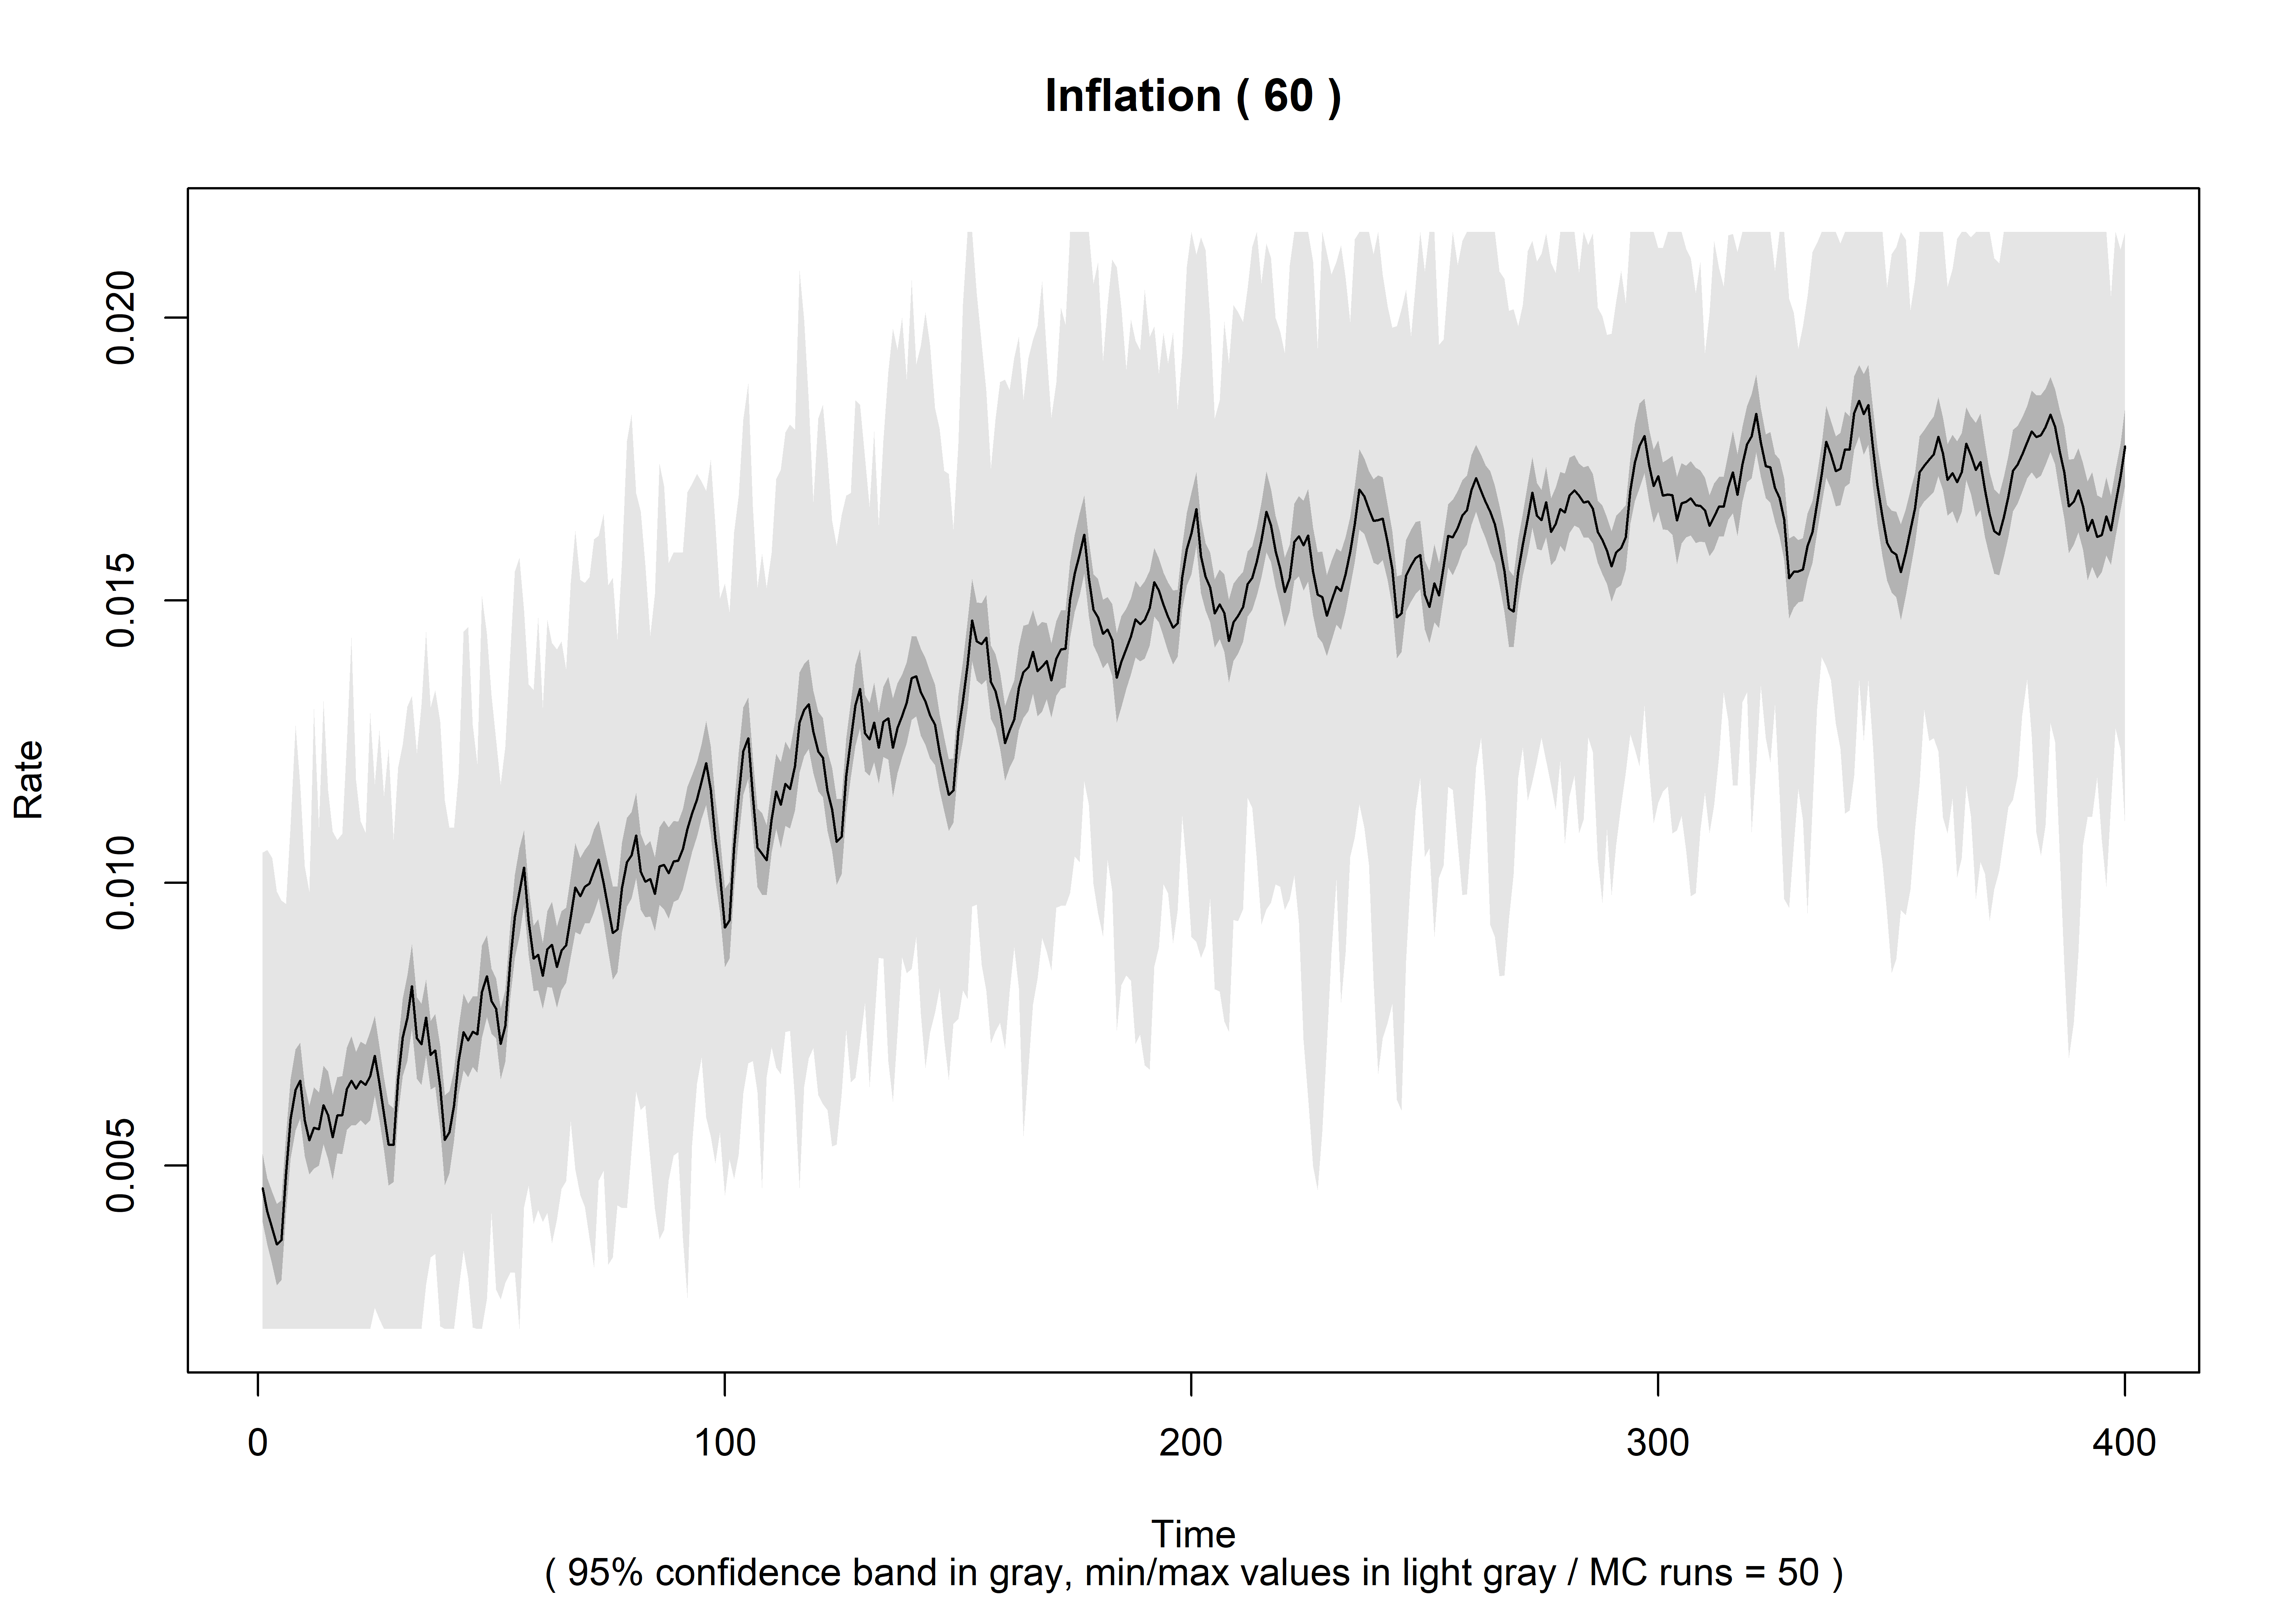 Inflation ( 60 )
Rate
0.020
0.015
0.010
0.005
0 100 200 300 400
Time
( 95% confidence band in gray, min/max values in light gray / MC runs = 50 )